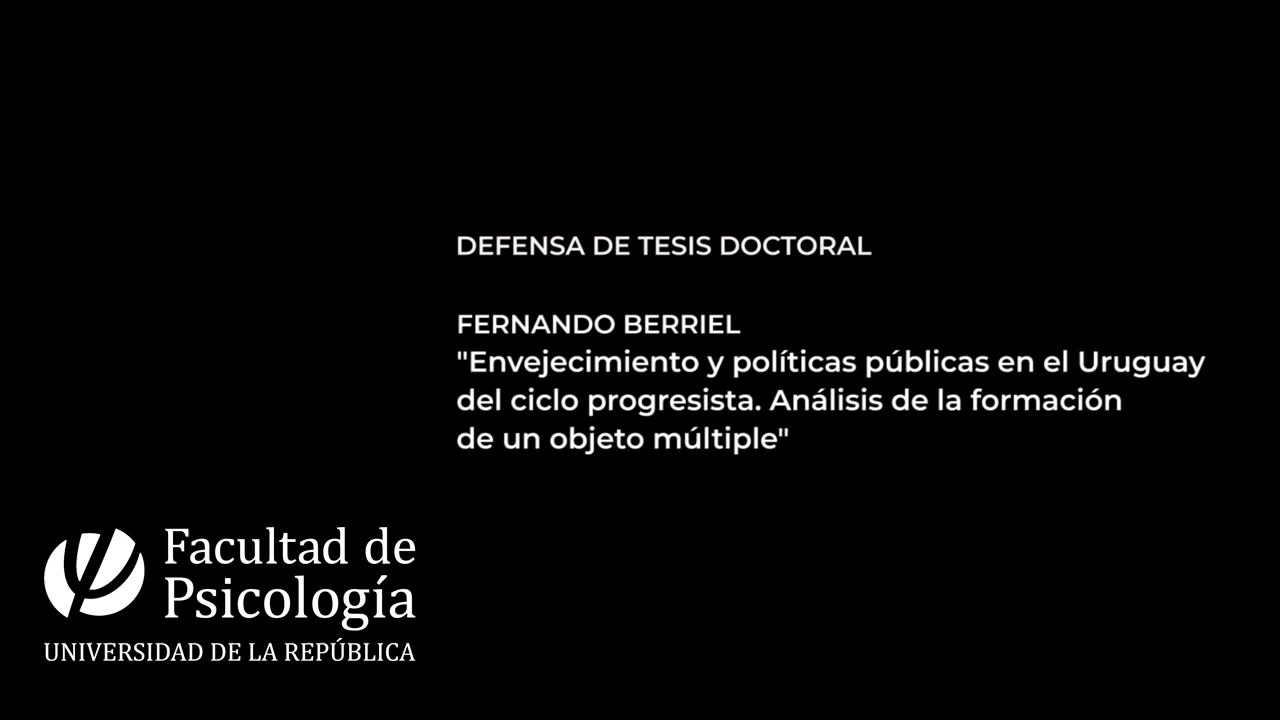 DEFENSA DE TESIS DOCTORAL
FERNANDO BERRIEL
"Envejecimiento y políticas públicas en el Uruguay
del ciclo progresista. Análisis de la formación
de un objeto múltiple"
Facultad de
Psicología
UNIVERSIDAD DE LA REPÚBLICA